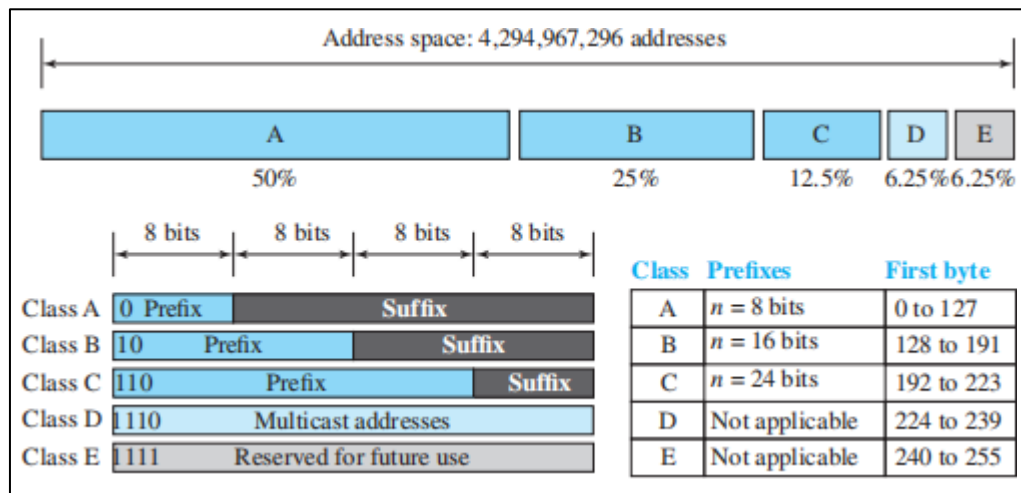 Address space: 4,294,967,296 addresses
A B C D E
50% 25% 12.5% 6.25% 6.25%
8 bits 8 bits 8 bits 8 bits
Class A 0 Prefix Suffix
Class B 10 Prefix Suffix
Class C 110 Prefix Suffix
Class D 1110 Multicast addresses
Class E 1111 Reserved for future use
Class Prefixes First byte
A n = 8 bits 0 to 127
B n = 16 bits 128 to 191
C n = 24 bits 192 to 223
D Not applicable 224 to 239
E Not applicable 240 to 255